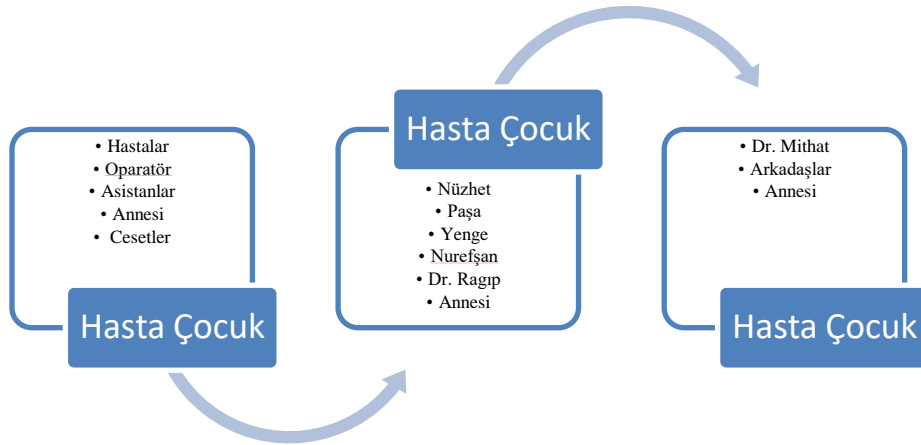 • Hastalar
• Oparatör
• Asistanlar
• Annesi
• Cesetler
Hasta Çocuk
Hasta Çocuk
• Nüzhet
• Paşa
• Yenge
• Nurefşan
• Dr. Ragıp
• Annesi
• Dr. Mithat
• Arkadaşlar
• Annesi
Hasta Çocuk